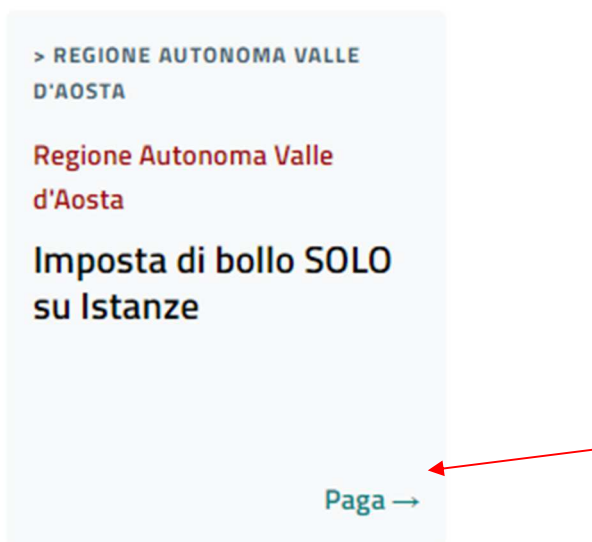 > REGIONE AUTONOMA VALLE
D'AOSTA
Regione Autonoma Valle
d'Aosta
Imposta di bollo SOLO
su Istanze
Paga →